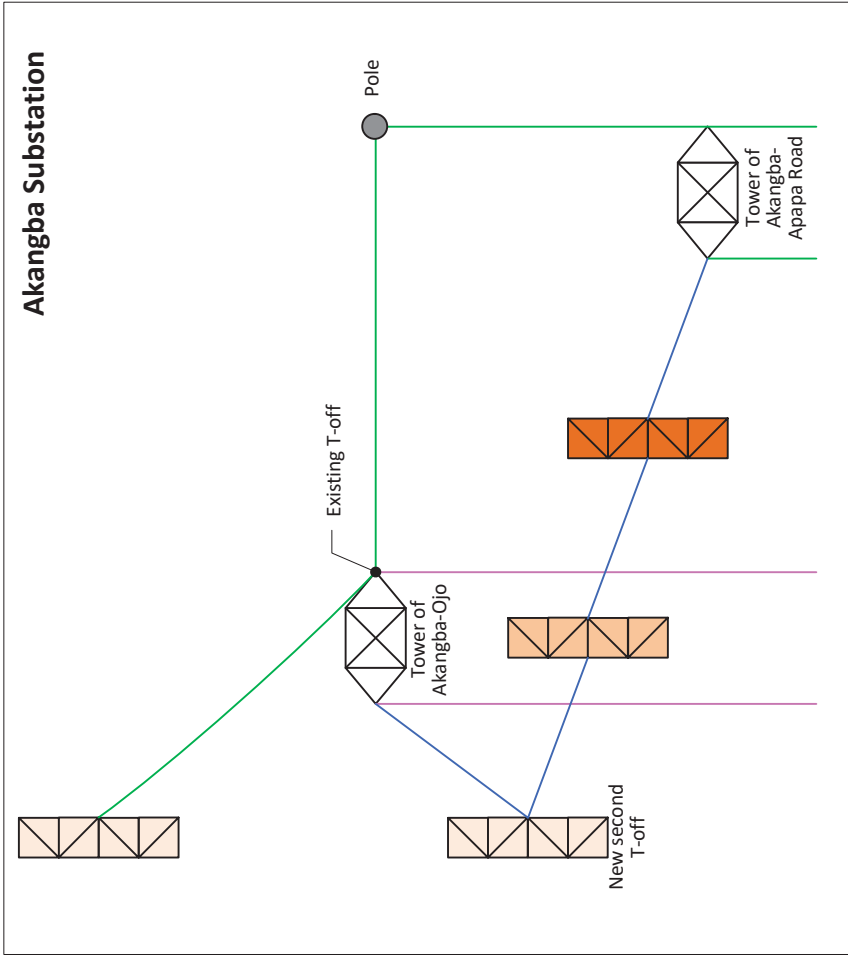 Akangba Substation
Pole
Existing T-off
Tower of
Akangba-Ojo
Tower of
Akangba-
Apapa Road
New second
T-off